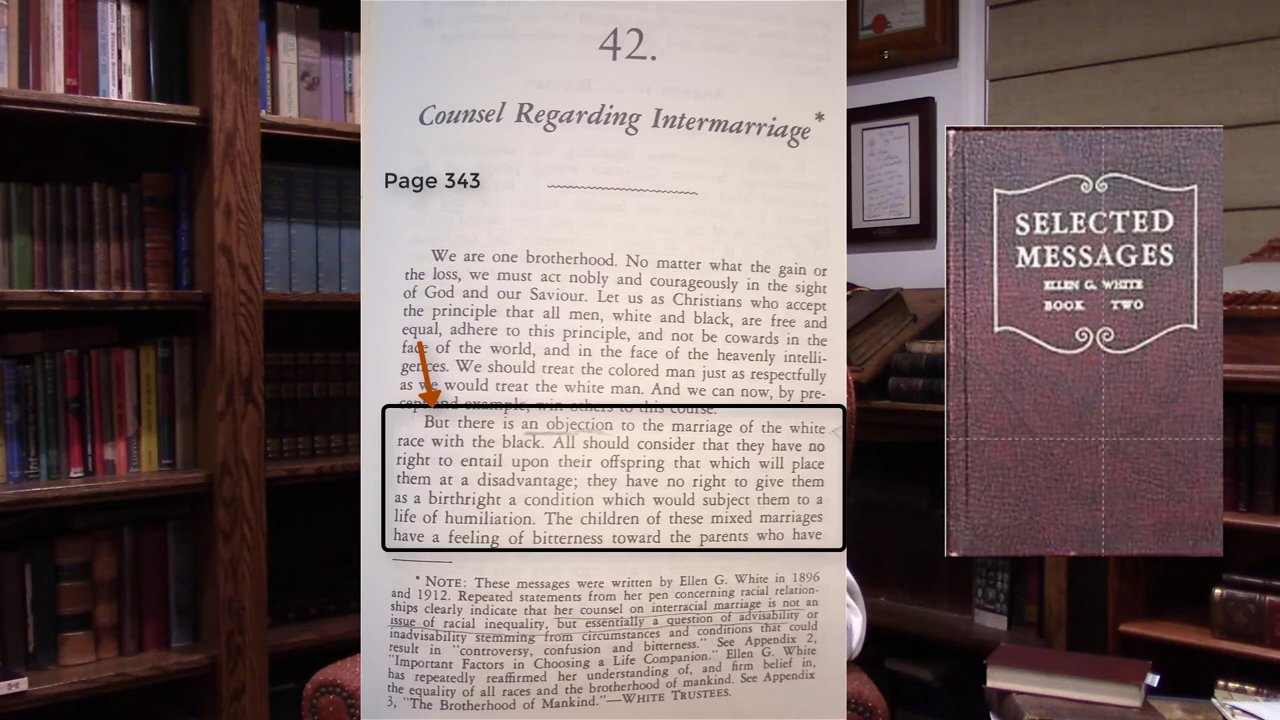 42.
Counsel Regarding Intermarriage*
Page 343
We are one brotherhood. No matter what the gain or
the loss, we must act nobly and courageously in the sight
of God and our Saviour. Let us as Christians who accept
the principle that all men, white and black, are free and
equal, adhere to this principle, and not be cowards in the
face of the world, and in the face of the heavenly intelli-
gences. We should treat the colored man just as respectfully
as we would treat the white man. And we can now, by pre-
cept and example, win others to this course.
But there is an objection to the marriage of the white
race with the black. All should consider that they have no
right to entail upon their offspring that which will place
them at a disadvantage; they have no right to give them
as a birthright a condition which would subject them to a
life of humiliation. The children of these mixed marriages
have a feeling of bitterness toward the parents who have
* NOTE: These messages were written by Ellen G. White in 1896
and 1912. Repeated statements from her pen concerning racial relation-
ships clearly indicate that her counsel on interracial marriage is not an
issue of racial inequality, but essentially a question of advisability or
inadvisability stemming from circumstances and conditions that could
result in "controversy, confusion and bitterness." See Appendix 2,
"Important Factors in Choosing a Life Companion." Ellen G. White
has repeatedly reaffirmed her understanding of, and firm belief in,
the equality of all races and the brotherhood of mankind. See Appendix
3, "The Brotherhood of Mankind."—WHITE TRUSTEES.
SELECTED
MESSAGES
ELLEN G. WHITE
BOOK TWO